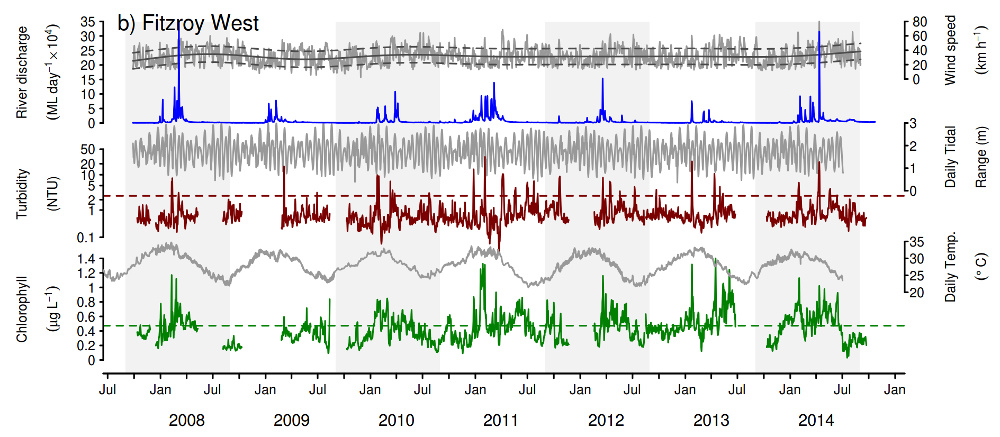 b) Fitzroy West
River discharge
(ML day⁻¹ × 10⁴)
35
30
25
20
15
10
5
0
Wind speed
(km h⁻¹)
80
60
40
20
0
Turbidity
(NTU)
50
20
10
5
2
1
0.1
Daily Tidal
Range (m)
3
2
1
0
Chlorophyll
(µg L⁻¹)
1.4
1.2
1
0.8
0.6
0.4
0.2
0
Daily Temp.
(° C)
35
30
25
20
Jul Jan Jul Jan Jul Jan Jul Jan Jul Jan Jul Jan Jul Jan Jul Jan
2008 2009 2010 2011 2012 2013 2014